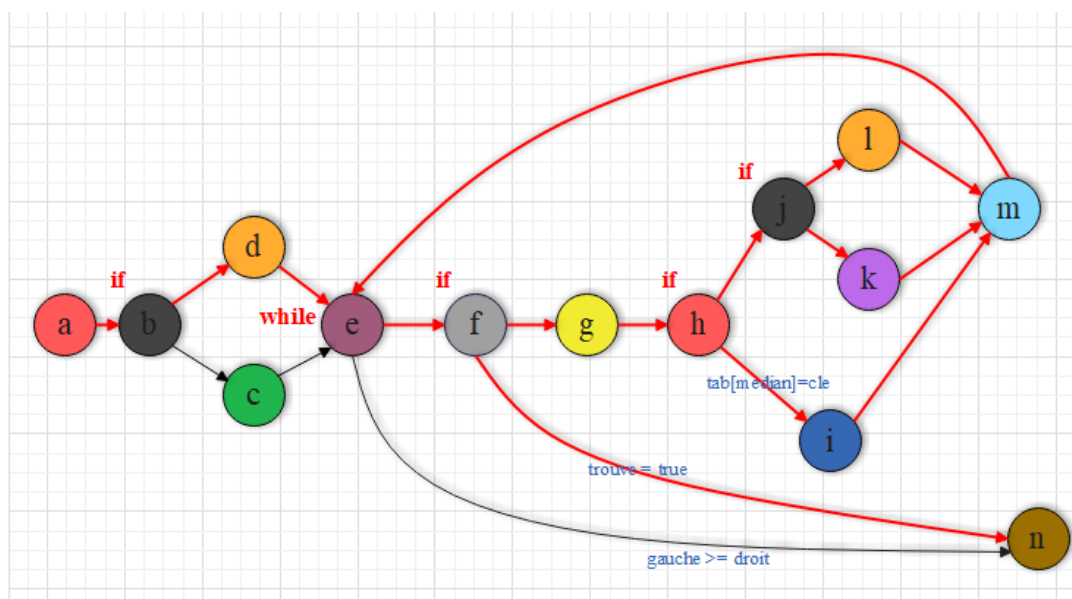 l
if
j
m
d
k
if
if
if
while
a
b
e
f
g
h
tab[median]=cle
c
i
trouve = true
n
gauche >= droit